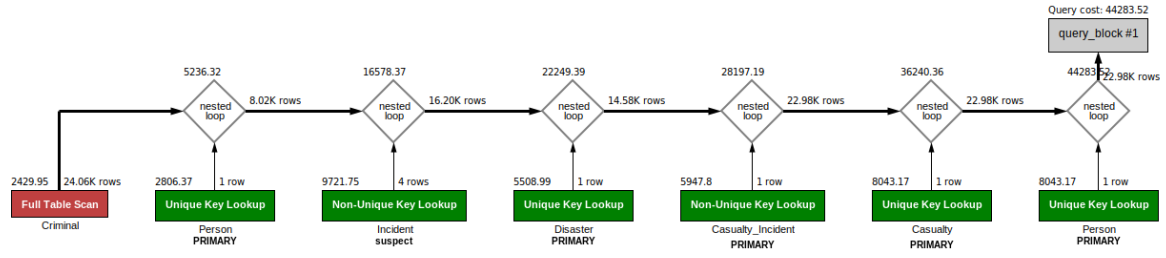 Query cost: 44283.52
query_block #1
5236.32
16578.37
22249.39
28197.19
36240.36
44283.52
22.98K rows
nested
loop
8.02K rows
nested
loop
16.20K rows
nested
loop
14.58K rows
nested
loop
22.98K rows
nested
loop
22.98K rows
nested
loop
2429.95
24.06K rows
2806.37
1 row
9721.75
4 rows
5508.99
1 row
5947.8
1 row
8043.17
1 row
8043.17
1 row
Full Table Scan
Unique Key Lookup
Non-Unique Key Lookup
Unique Key Lookup
Non-Unique Key Lookup
Unique Key Lookup
Unique Key Lookup
Criminal
Person
PRIMARY
Incident
suspect
Disaster
PRIMARY
Casualty_Incident
PRIMARY
Casualty
PRIMARY
Person
PRIMARY